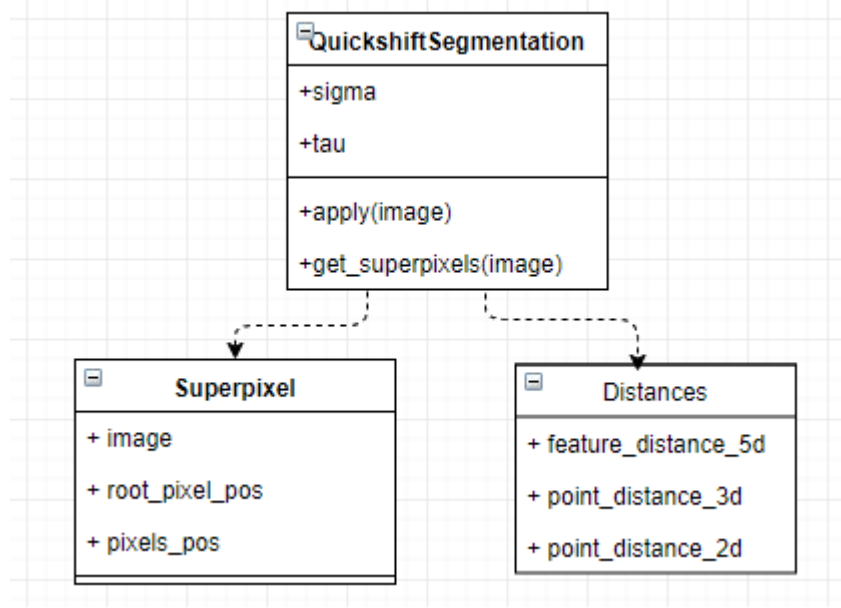 QuickshiftSegmentation
+sigma
+tau
+apply(image)
+get_superpixels(image)
Superpixel
+ image
+ root_pixel_pos
+ pixels_pos
Distances
+ feature_distance_5d
+ point_distance_3d
+ point_distance_2d